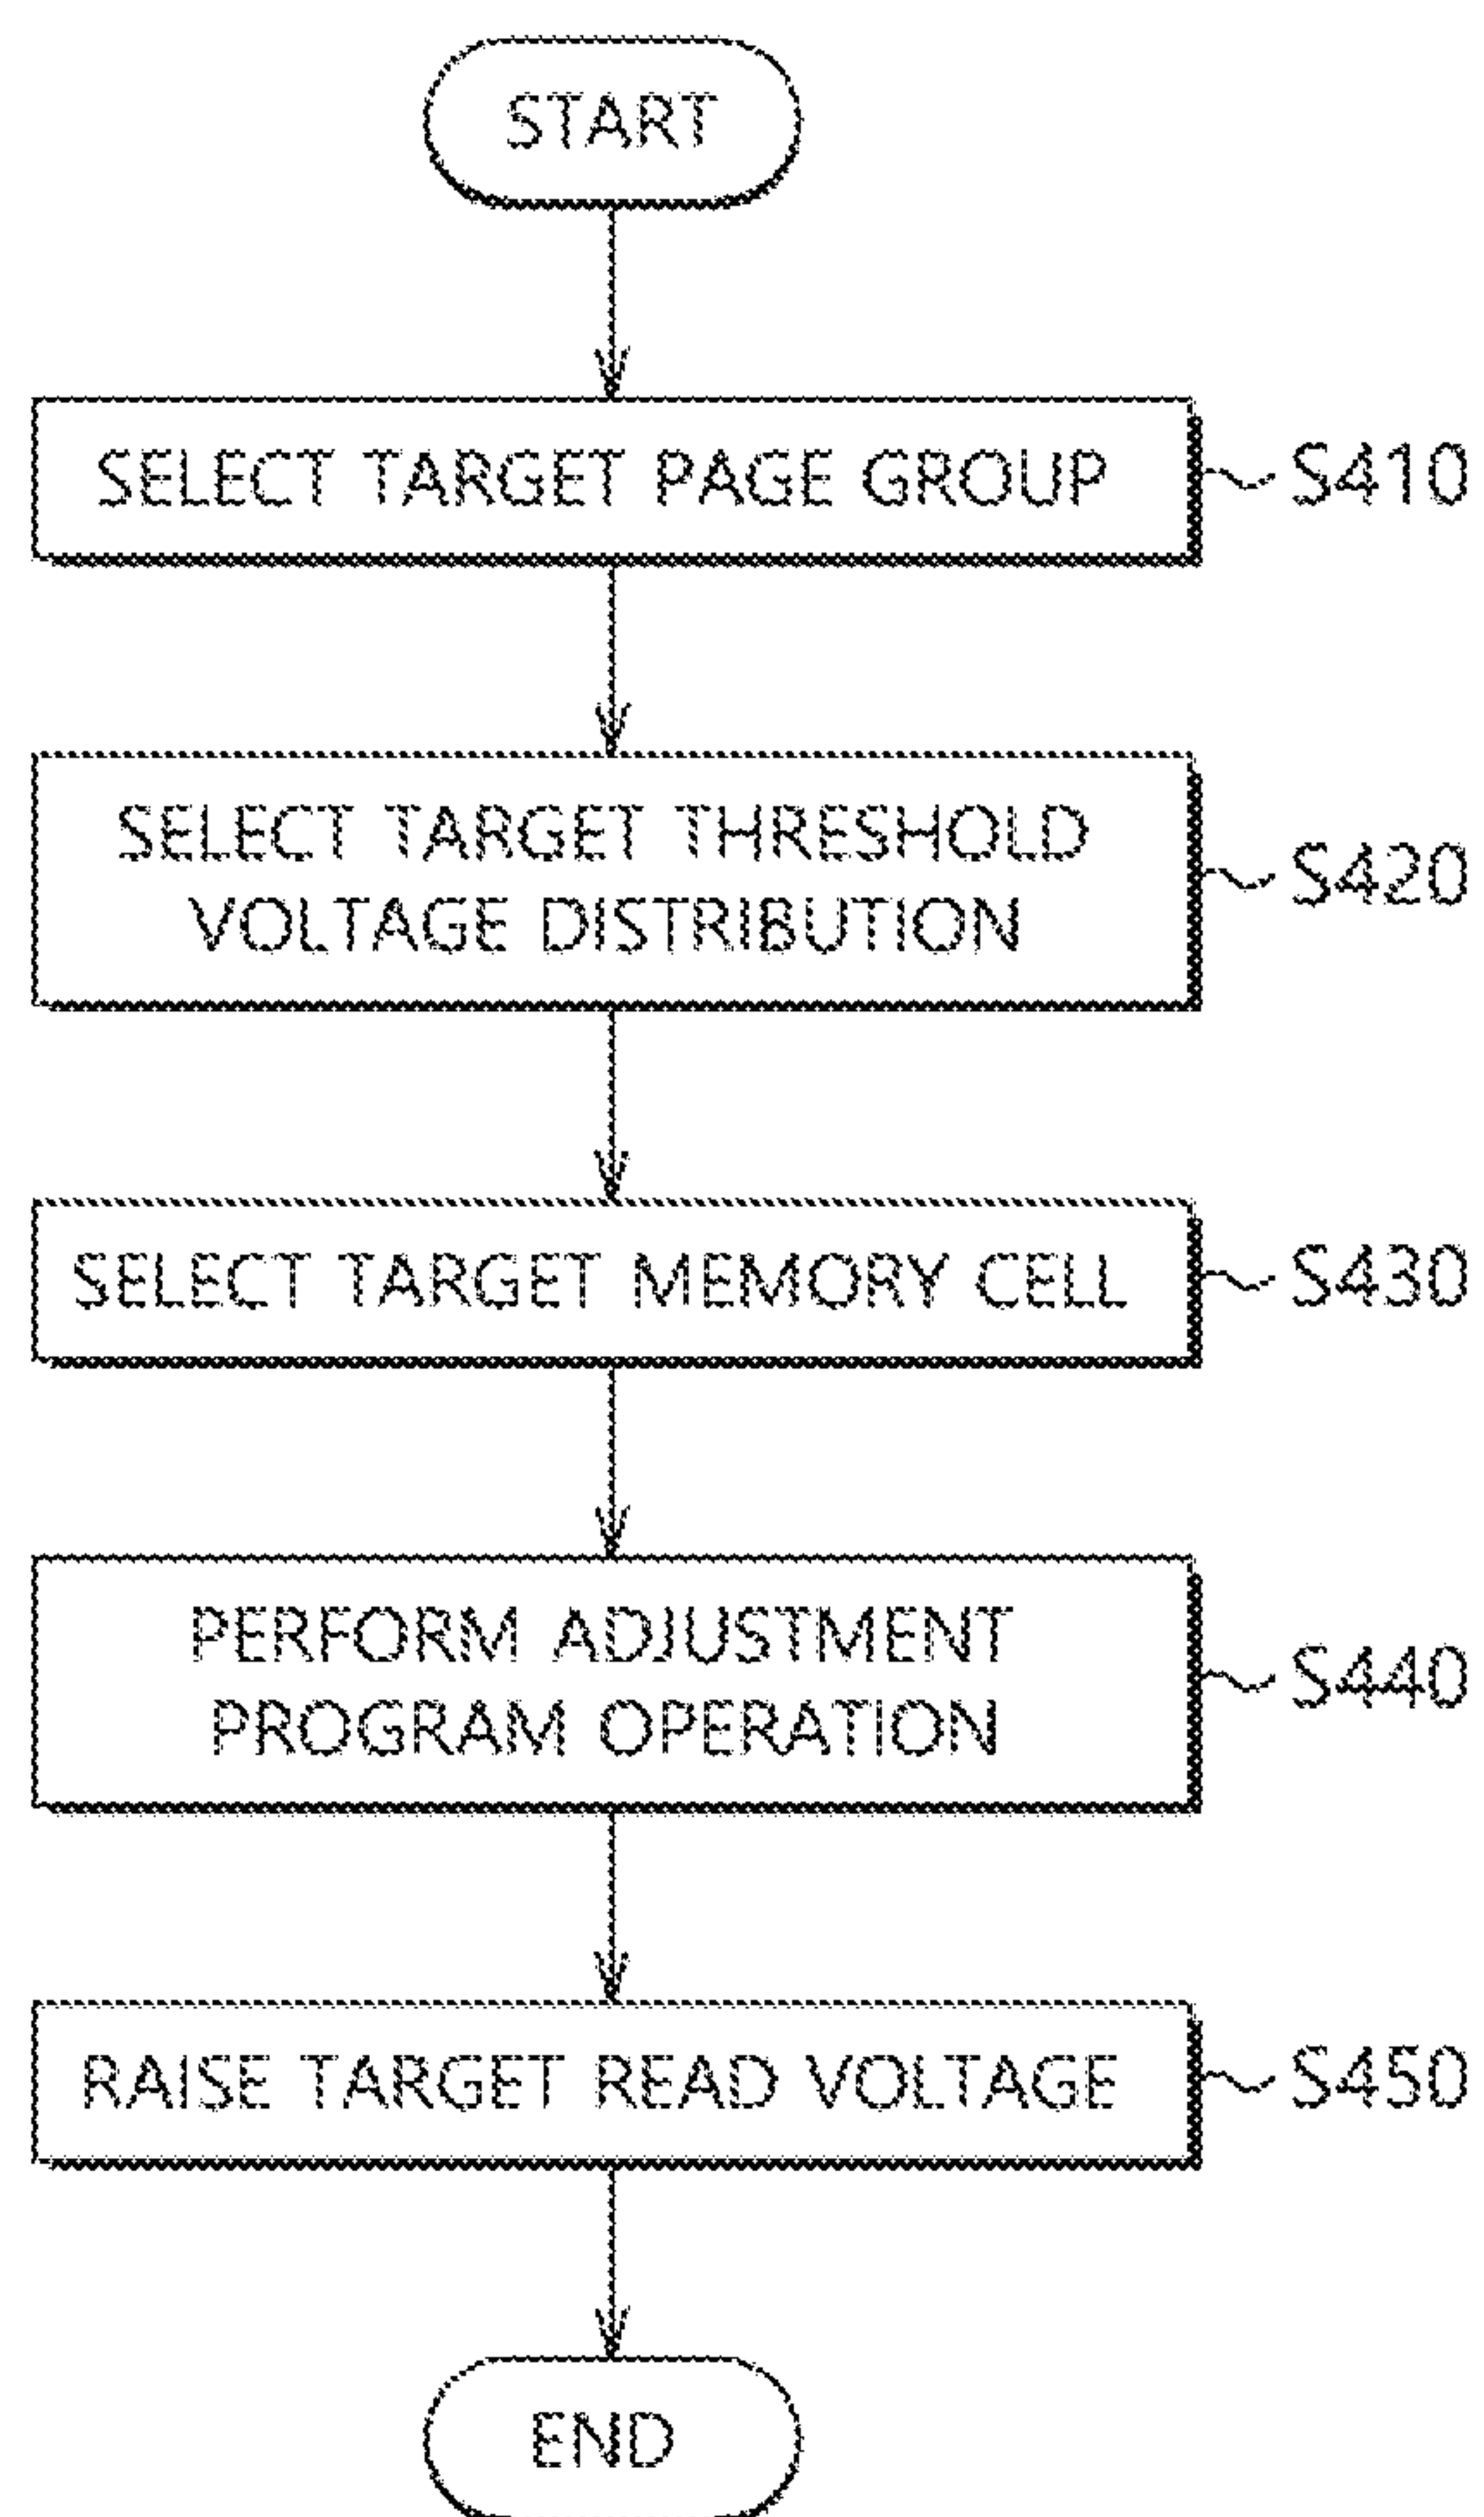 START
SELECT TARGET PAGE GROUP
S410
SELECT TARGET THRESHOLD
VOLTAGE DISTRIBUTION
S420
SELECT TARGET MEMORY CELL
S430
PERFORM ADJUSTMENT
PROGRAM OPERATION
S440
RAISE TARGET READ VOLTAGE
S450
END